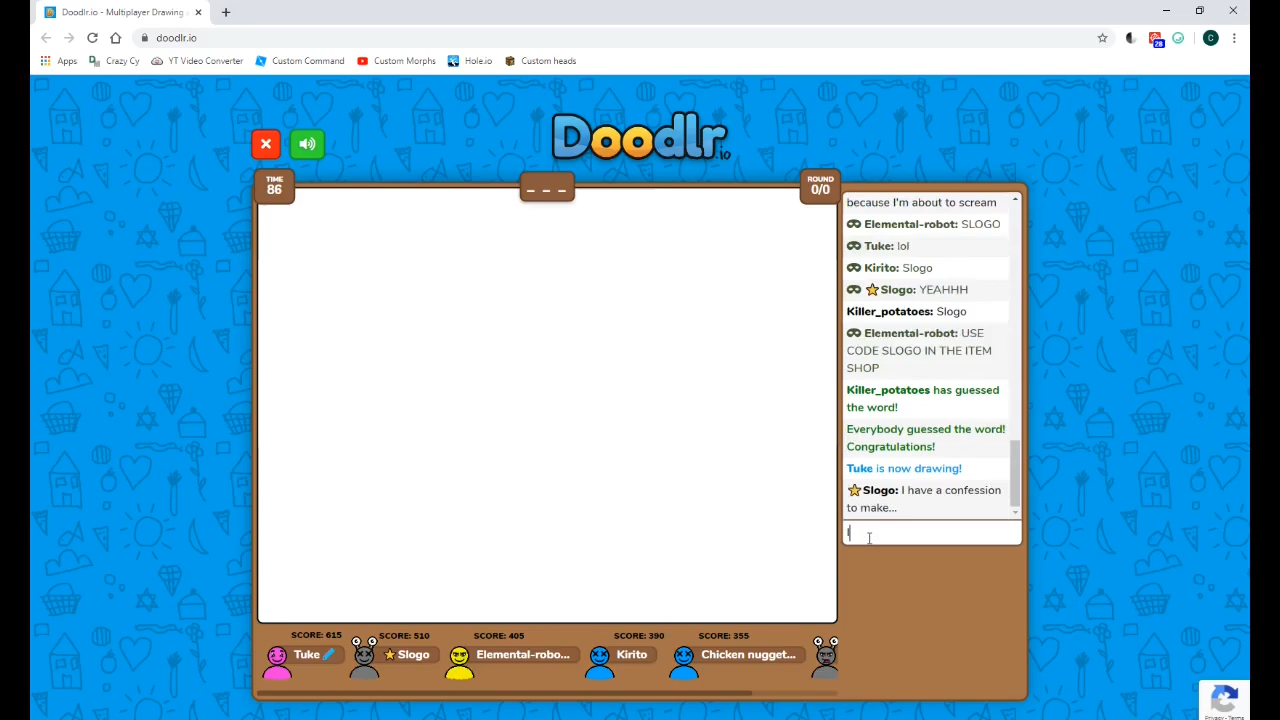 Doodlr.io - Multiplayer Drawing
doodlr.io
28
C
Apps
Crazy Cy
YT Video Converter
Custom Command
Custom Morphs
Hole.io
Custom heads
Doodlr.io
TIME
86
_ _ _
ROUND
0/0
because I'm about to scream
Elemental-robot: SLOGO
Tuke: lol
Kirito: Slogo
Slogo: YEAHHH
Killer_potatoes: Slogo
Elemental-robot: USE
CODE SLOGO IN THE ITEM
SHOP
Killer_potatoes has guessed
the word!
Everybody guessed the word!
Congratulations!
Tuke is now drawing!
Slogo: I have a confession
to make...
I
SCORE: 615
Tuke
SCORE: 510
Slogo
SCORE: 405
Elemental-robo...
SCORE: 390
Kirito
SCORE: 355
Chicken nugget...
Privacy - Terms